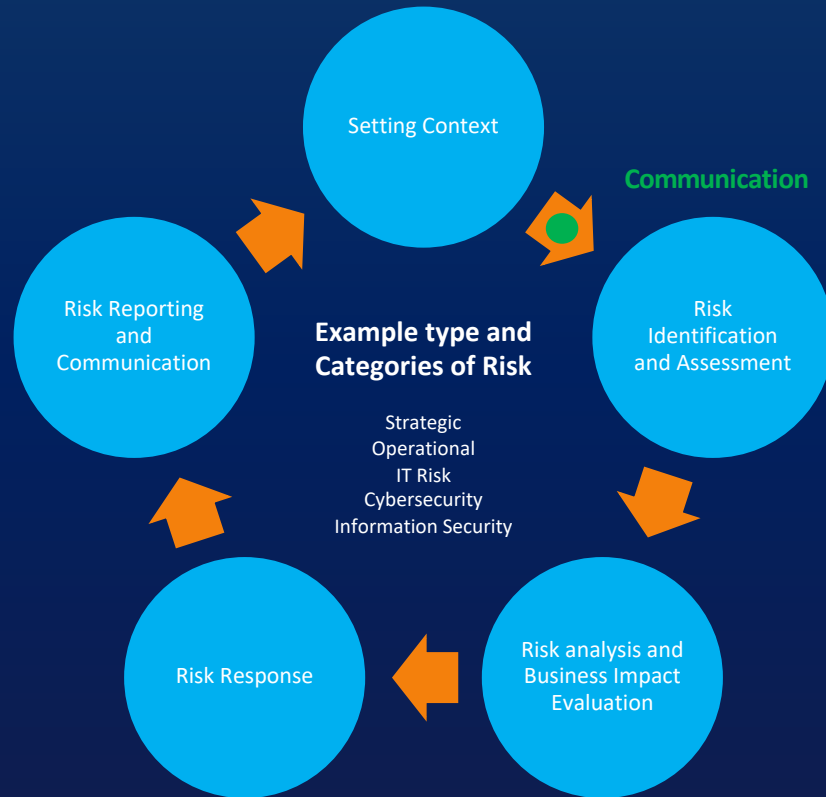 Setting Context
Communication
Risk
Identification
and Assessment
Risk Reporting
and
Communication
Example type and
Categories of Risk
Strategic
Operational
IT Risk
Cybersecurity
Information Security
Risk analysis and
Business Impact
Evaluation
Risk Response